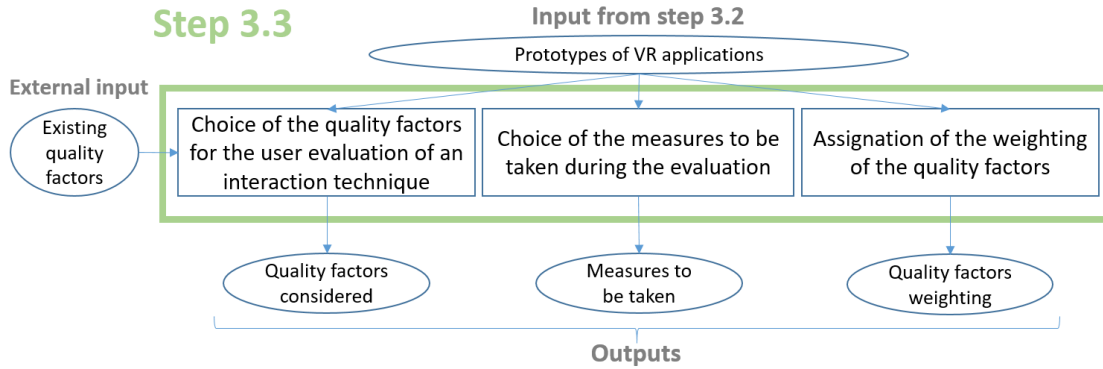 Step 3.3
Input from step 3.2
Prototypes of VR applications
External input
Existing
quality
factors
Choice of the quality factors
for the user evaluation of an
interaction technique
Choice of the measures to be
taken during the evaluation
Assignation of the weighting
of the quality factors
Quality factors
considered
Measures to
be taken
Quality factors
weighting
Outputs